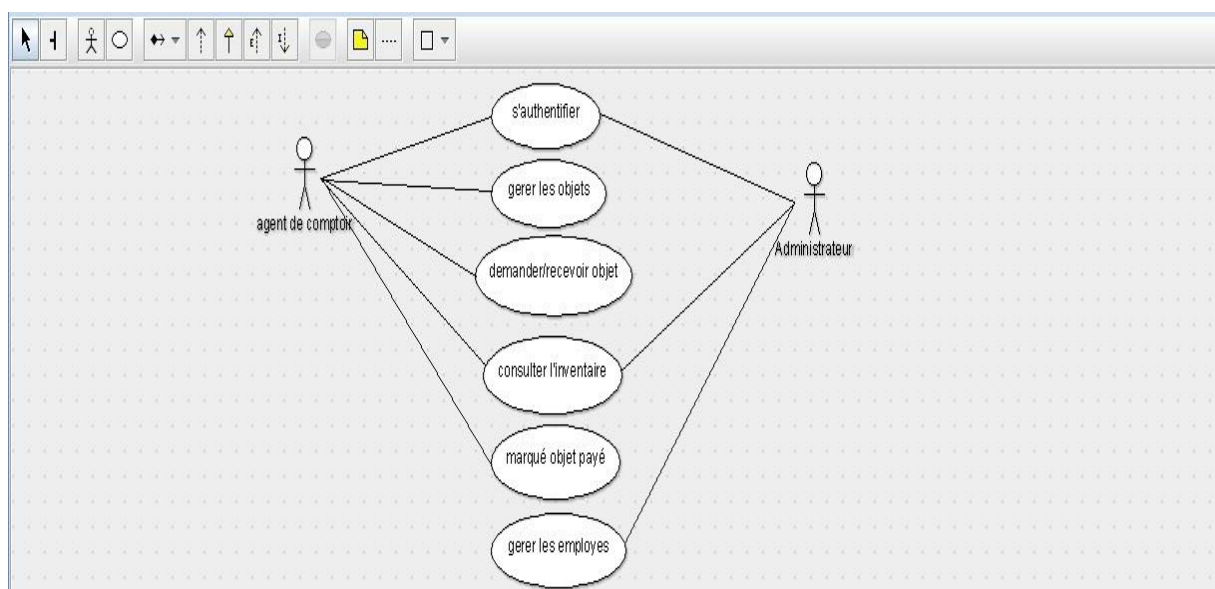 s'authentifier
gerer les objets
agent de comptoir
demander/recevoir objet
Administrateur
consulter l'inventaire
marqué objet payé
gerer les employes